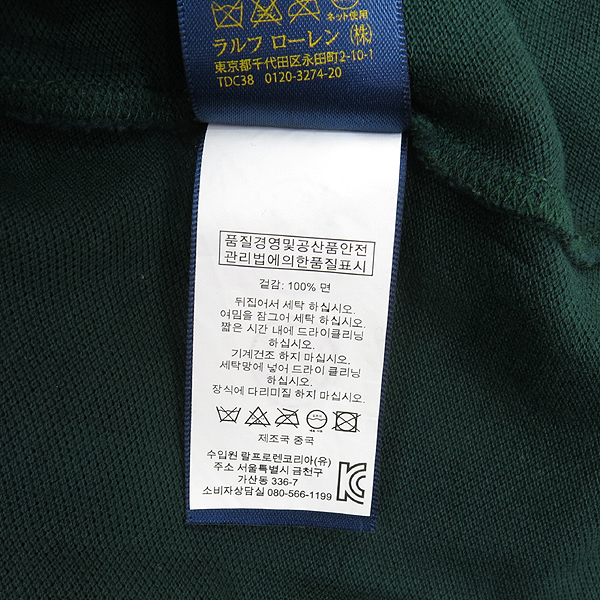 ネット使用
ラルフ ローレン (株)
東京都千代田区永田町2-10-1
TDC38 0120-3274-20
품질경영및공산품안전
관리법에의한품질표시
겉감: 100% 면
뒤집어서 세탁 하십시오.
여밈을 잠그어 세탁 하십시오.
짧은 시간 내에 드라이클리닝
하십시오.
기계건조 하지 마십시오.
세탁망에 넣어 드라이 클리닝
하십시오.
장식에 다리미질 하지 마십시오.
제조국 중국
수입원 랄프로렌코리아(유)
주소 서울특별시 금천구
가산동 336-7
소비자상담실 080-566-1199